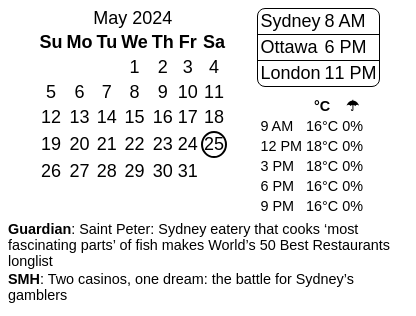 May 2024
Su Mo Tu We Th Fr Sa
1 2 3 4
5 6 7 8 9 10 11
12 13 14 15 16 17 18
19 20 21 22 23 24 25
26 27 28 29 30 31
Sydney 8 AM
Ottawa 6 PM
London 11 PM
°C ☂
9 AM 16°C 0%
12 PM 18°C 0%
3 PM 18°C 0%
6 PM 16°C 0%
9 PM 16°C 0%
Guardian: Saint Peter: Sydney eatery that cooks ‘most
fascinating parts’ of fish makes World’s 50 Best Restaurants
longlist
SMH: Two casinos, one dream: the battle for Sydney’s
gamblers